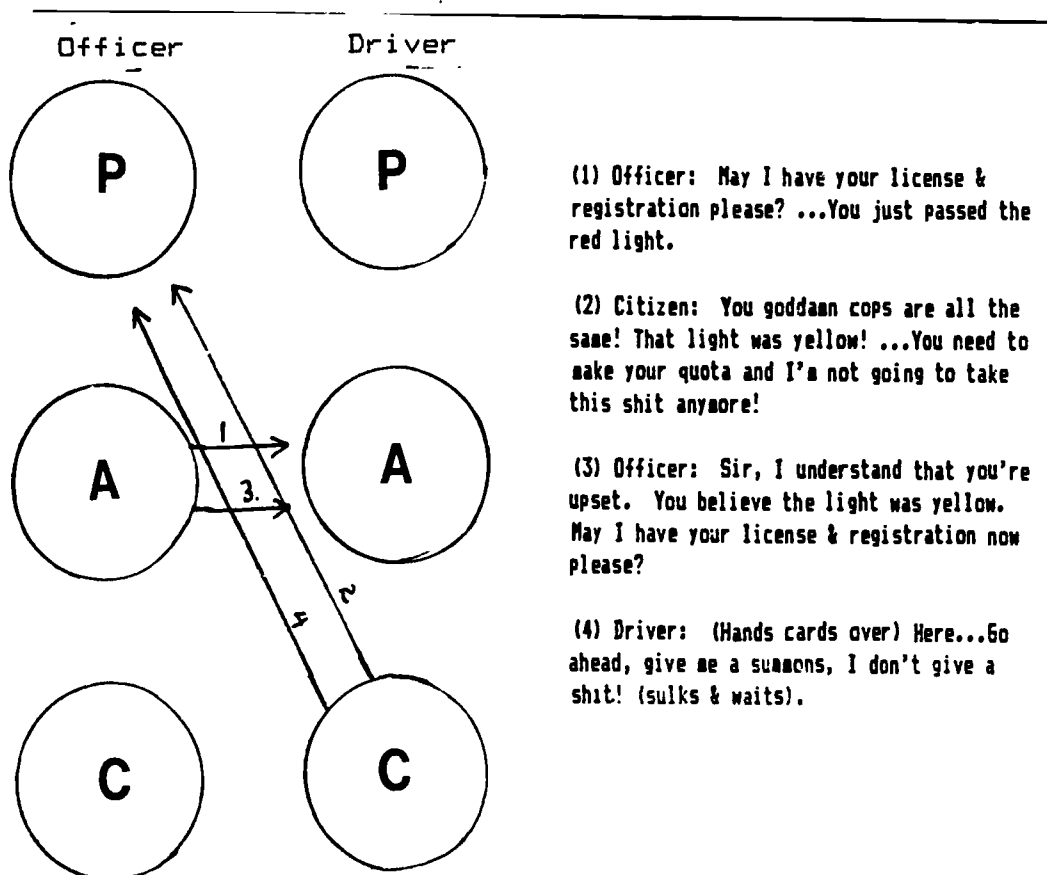 Officer Driver
P P
(1) Officer: May I have your license &
registration please? ...You just passed the
red light.
(2) Citizen: You goddamn cops are all the
same! That light was yellow! ...You need to
make your quota and I'm not going to take
this shit anymore!
1
A A
3.
(3) Officer: Sir, I understand that you're
upset. You believe the light was yellow.
May I have your license & registration now
please?
2
4
(4) Driver: (Hands cards over) Here...Go
ahead, give me a summons, I don't give a
shit! (sulks & waits).
C C